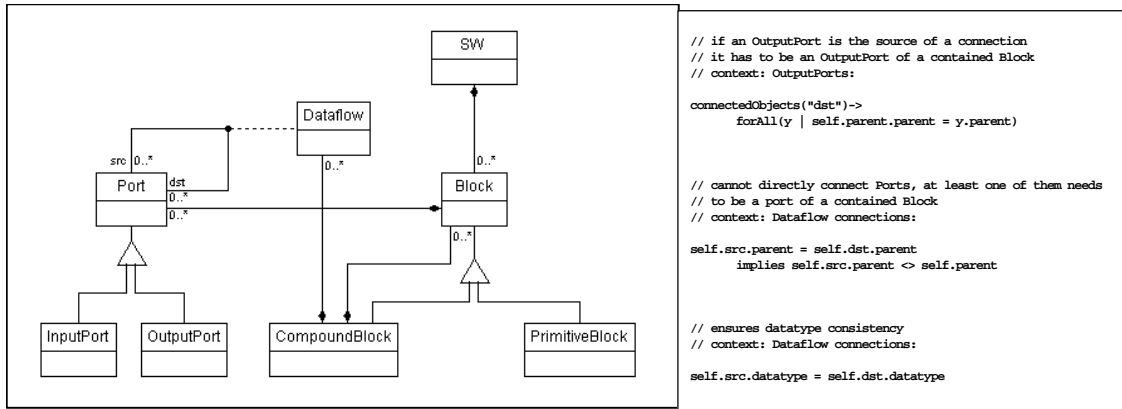 SW
Dataflow
0..*
src 0..*
dst
0..*
0..*
Port
0..*
Block
0..*
InputPort
OutputPort
CompoundBlock
PrimitiveBlock
// if an OutputPort is the source of a connection
// it has to be an OutputPort of a contained Block
// context: OutputPorts:
connectedObjects("dst")->
forAll(y | self.parent.parent = y.parent)
// cannot directly connect Ports, at least one of them needs
// to be a port of a contained Block
// context: Dataflow connections:
self.src.parent = self.dst.parent
implies self.src.parent <> self.parent
// ensures datatype consistency
// context: Dataflow connections:
self.src.datatype = self.dst.datatype